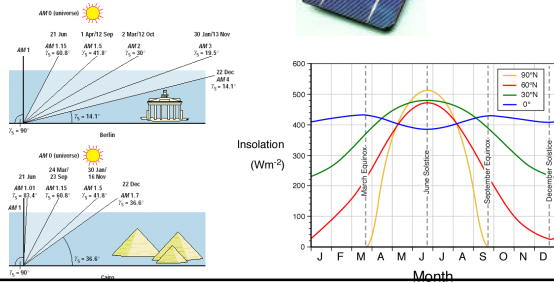 AM 0 (universe)
21 Jun
1 Apr/12 Sep
2 Mar/12 Oct
30 Jan/13 Nov
AM 1
AM 1.15
AM 1.5
AM 2
AM 3
γS = 60.8°
γS = 41.8°
γS = 30°
γS = 19.5°
22 Dec
AM 4
γS = 14.1°
γS = 14.1°
γS = 90°
Berlin
AM 0 (universe)
24 Mar/
23 Sep
30 Jan/
16 Nov
21 Jun
22 Dec
AM 1.01
AM 1.15
AM 1.5
AM 1.7
γS = 83.4°
γS = 60.8°
γS = 41.8°
γS = 36.6°
AM 1
γS = 36.6°
γS = 90°
Cairo
Insolation
(Wm-2)
600
500
400
300
200
100
0
90°N
60°N
30°N
0°
March Equinox
June Solstice
September Equinox
December Solstice
J F M A M J J A S O N D
Month